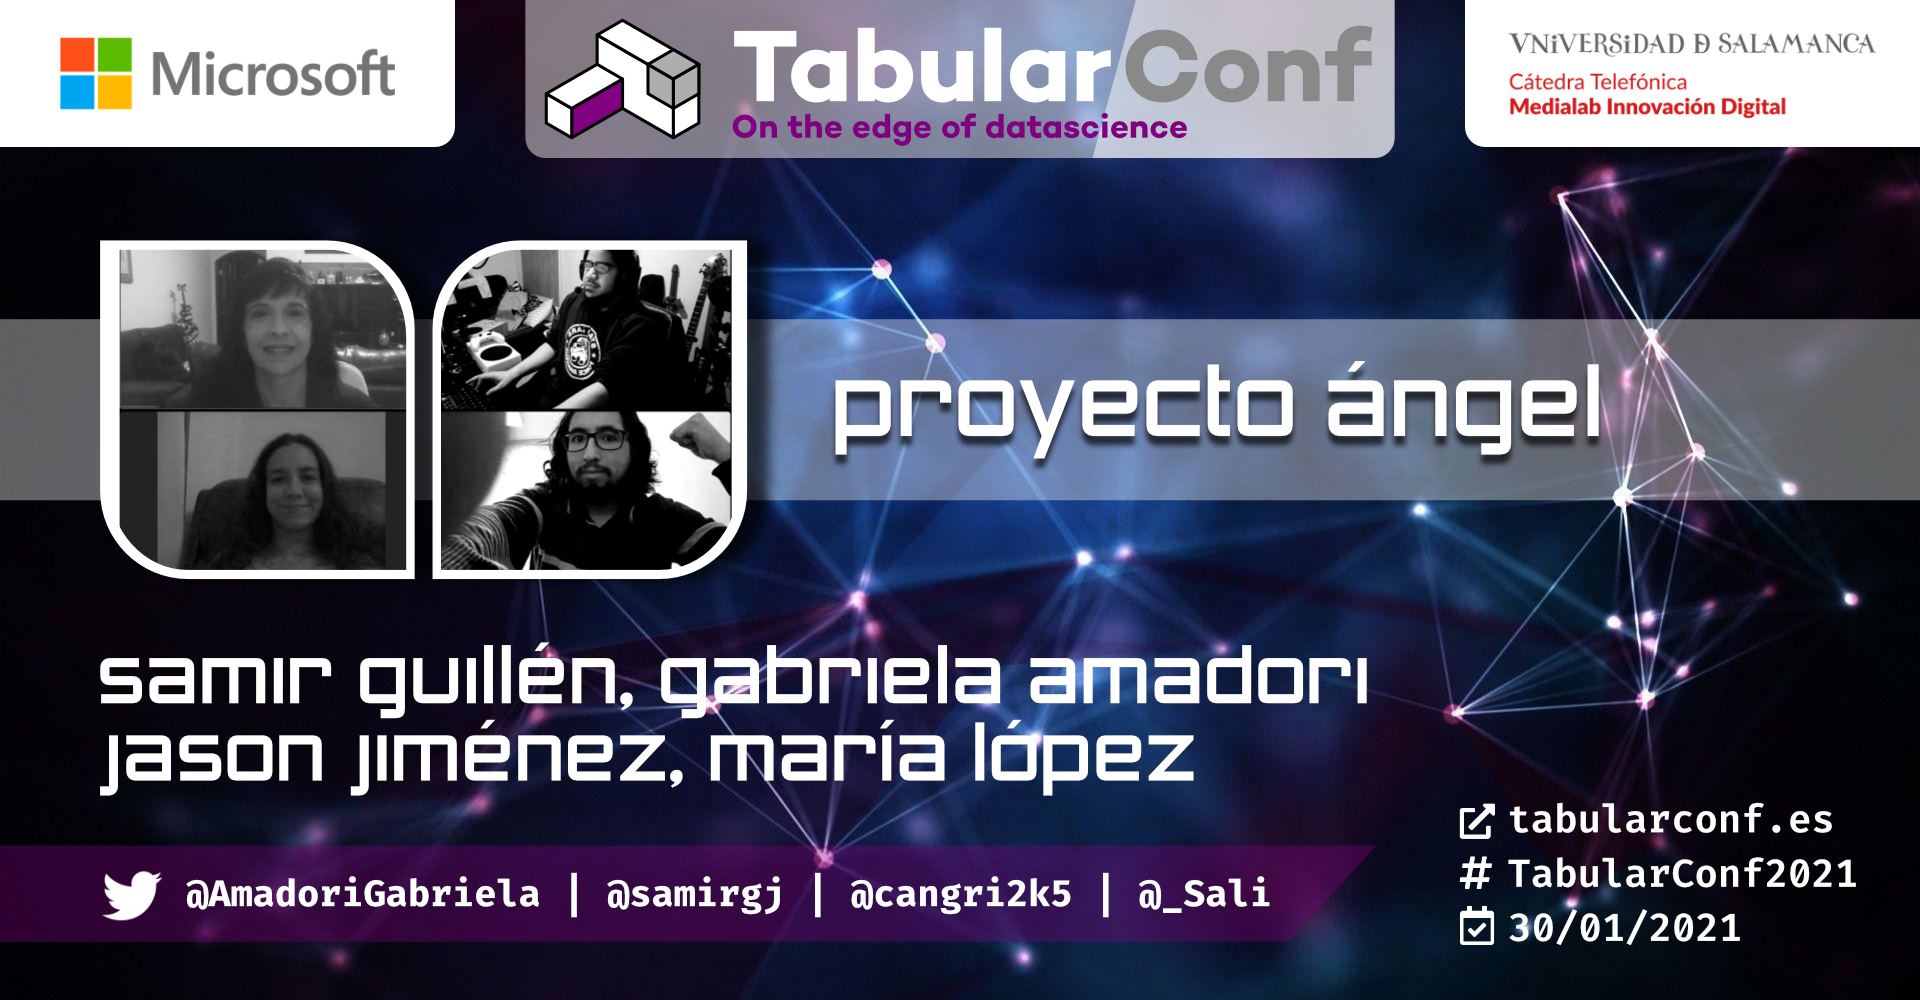 Microsoft
TabularConf
On the edge of datascience
VNiVERSiDAD Ð SALAMANCA
Cátedra Telefónica
Medialab Innovación Digital
proyecto ángel
samir guillén, gabriela amadori
jason jiménez, maría lópez
@AmadoriGabriela | @samirgj | @cangri2k5 | @_Sali
tabularconf.es
# TabularConf2021
30/01/2021